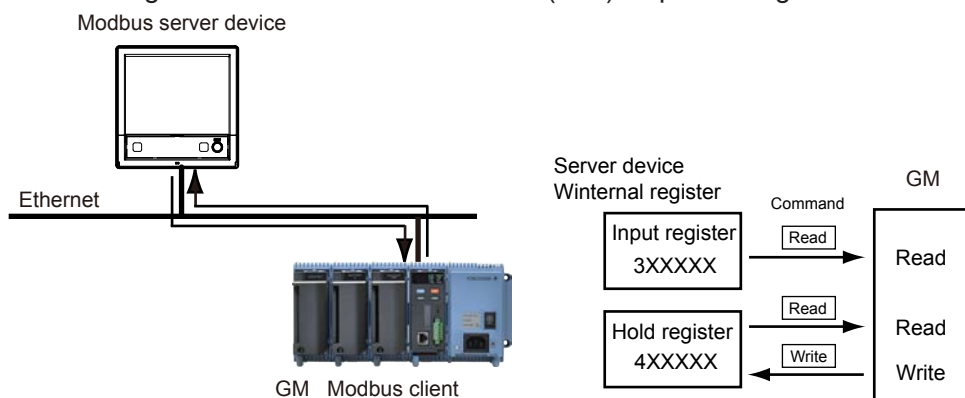 Modbus server device
Ethernet
GM Modbus client
Server device
Winternal register
GM
Command
Input register
3XXXXX
Read
Read
Hold register
4XXXXX
Read
Read
Write
Write